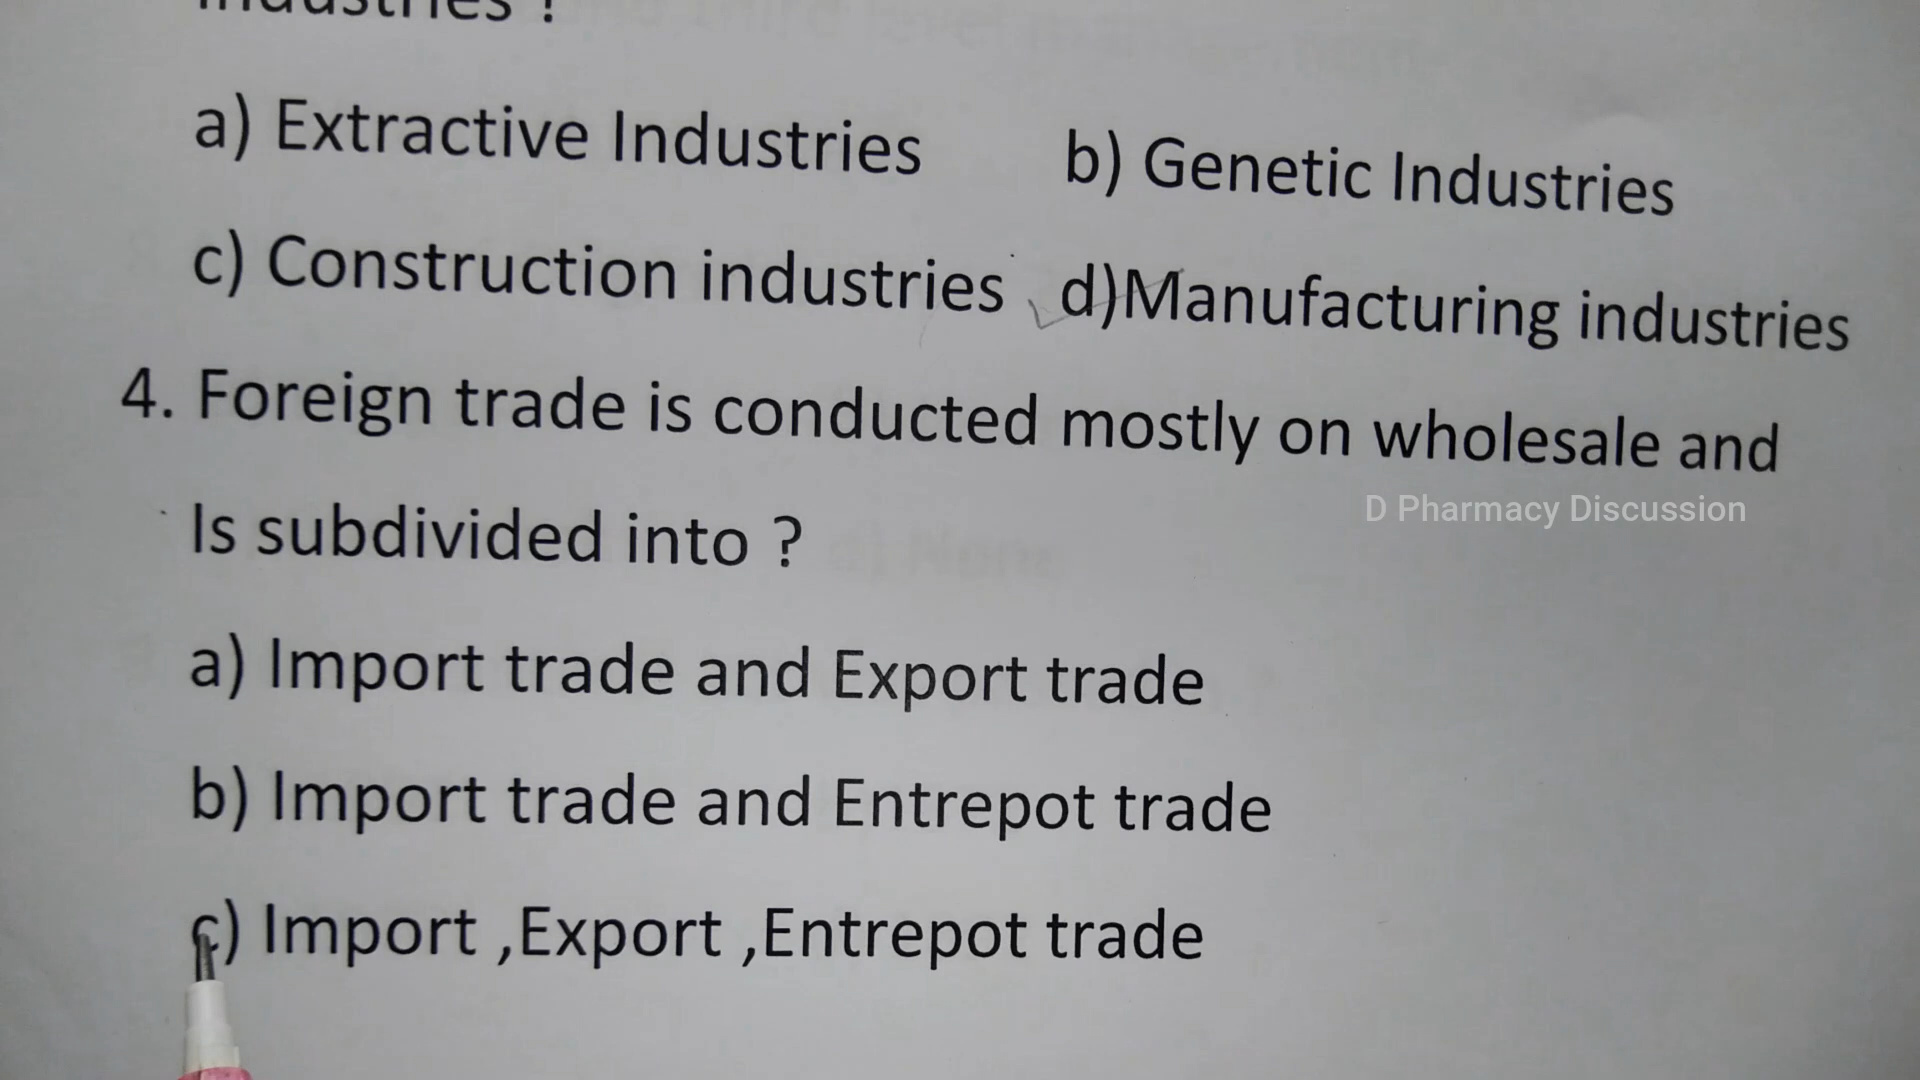 industries ?
a) Extractive Industries b) Genetic Industries
c) Construction industries d)Manufacturing industries
4. Foreign trade is conducted mostly on wholesale and
D Pharmacy Discussion
Is subdivided into ?
a) Import trade and Export trade
b) Import trade and Entrepot trade
c) Import ,Export ,Entrepot trade